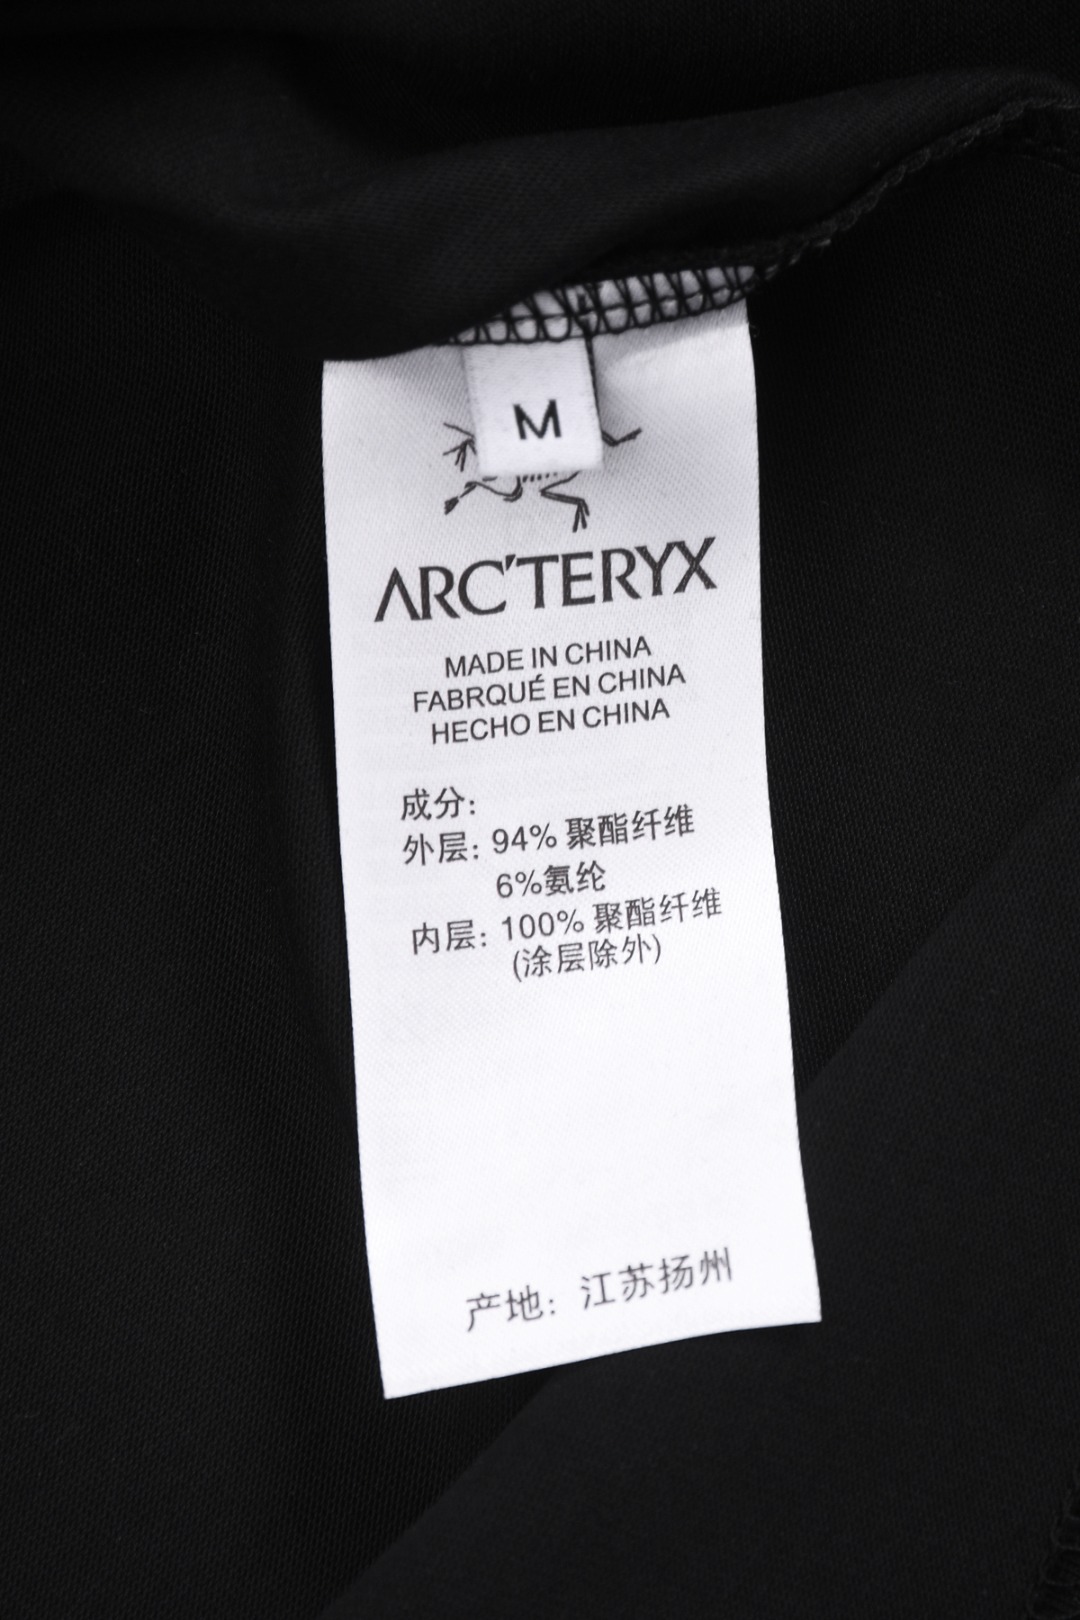 M
ARC'TERYX
MADE IN CHINA
FABRQUÉ EN CHINA
HECHO EN CHINA
成分:
外层: 94% 聚酯纤维
6%氨纶
内层: 100% 聚酯纤维
(涂层除外)
产地: 江苏扬州